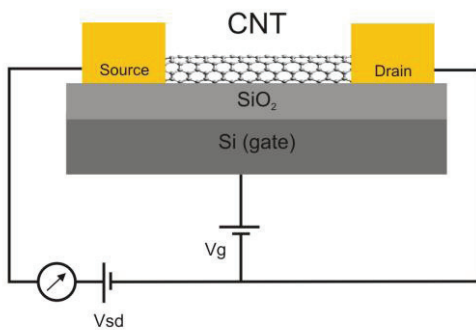 CNT
Source
Drain
SiO₂
Si (gate)
Vg
Vsd